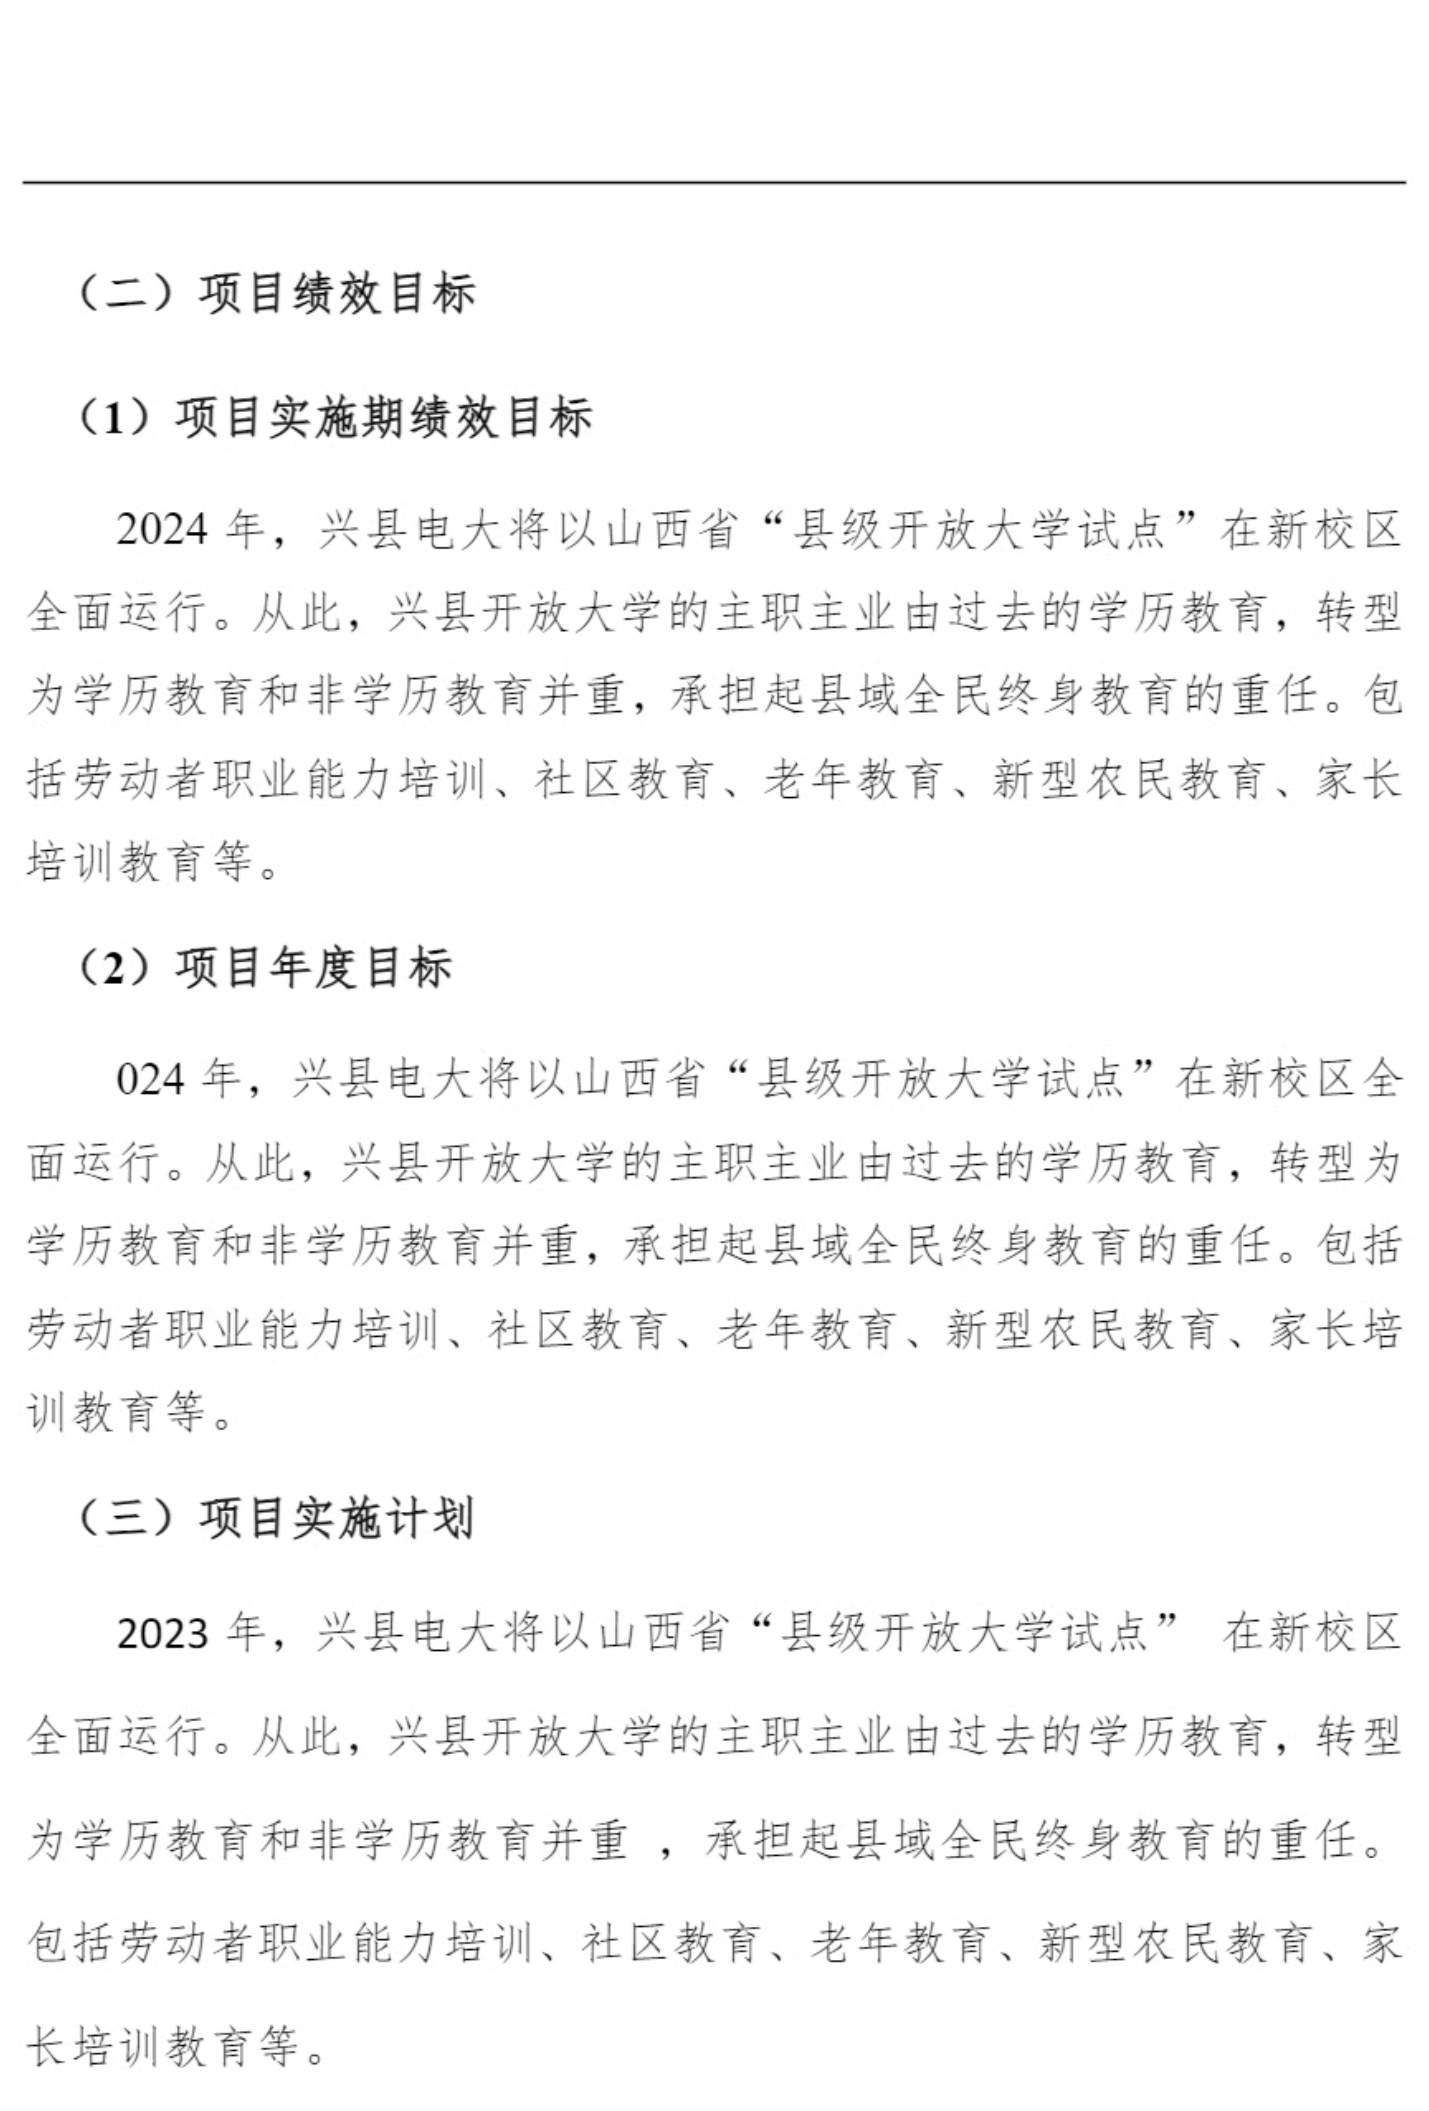 （二）项目绩效目标
（1）项目实施期绩效目标
2024 年，兴县电大将以山西省“县级开放大学试点”在新校区
全面运行。从此，兴县开放大学的主职主业由过去的学历教育，转型
为学历教育和非学历教育并重，承担起县域全民终身教育的重任。包
括劳动者职业能力培训、社区教育、老年教育、新型农民教育、家长
培训教育等。
（2）项目年度目标
024 年，兴县电大将以山西省“县级开放大学试点”在新校区全
面运行。从此，兴县开放大学的主职主业由过去的学历教育，转型为
学历教育和非学历教育并重，承担起县域全民终身教育的重任。包括
劳动者职业能力培训、社区教育、老年教育、新型农民教育、家长培
训教育等。
（三）项目实施计划
2023 年，兴县电大将以山西省“县级开放大学试点” 在新校区
全面运行。从此，兴县开放大学的主职主业由过去的学历教育，转型
为学历教育和非学历教育并重 ，承担起县域全民终身教育的重任。
包括劳动者职业能力培训、社区教育、老年教育、新型农民教育、家
长培训教育等。